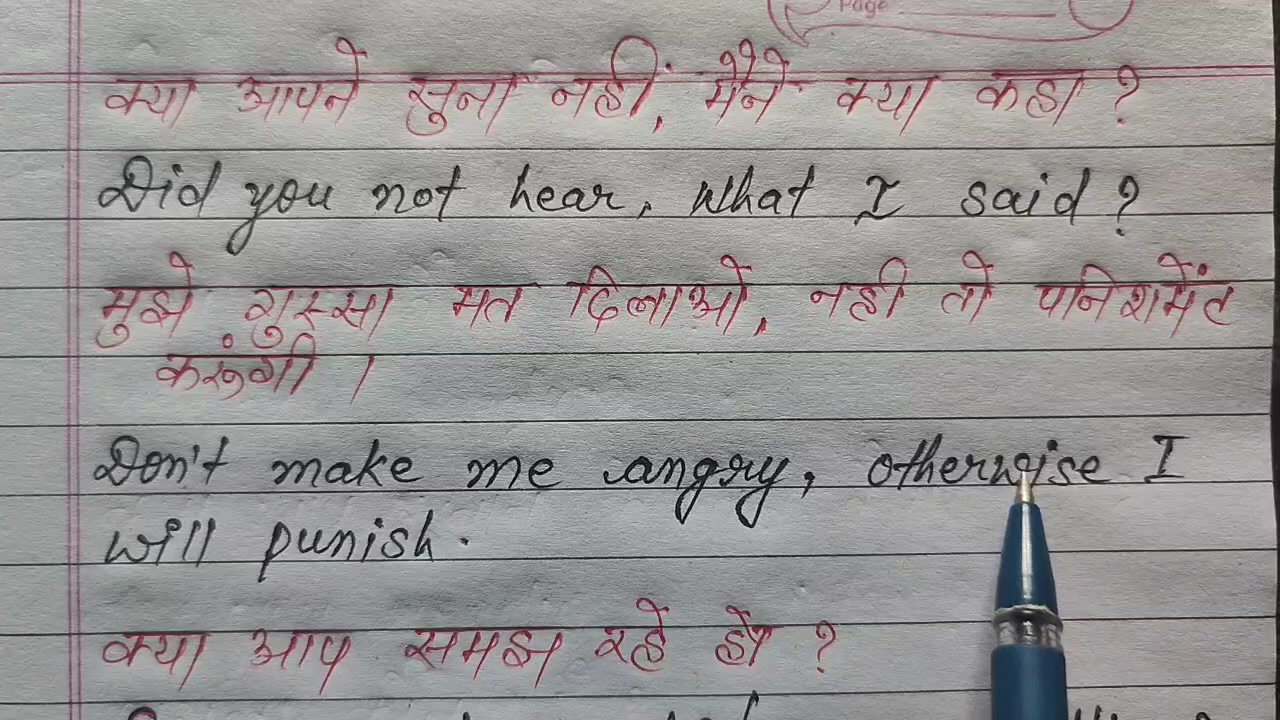 Page
क्या आपने सुना नहीं, मैंने क्या कहा ?
Did you not hear, what I said ?
मुझे गुस्सा मत दिलाओ, नही तो पनिशमेंट
करूंगी ।
Don't make me angry, otherwise I
will punish.
क्या आप समझ रहे हो ?